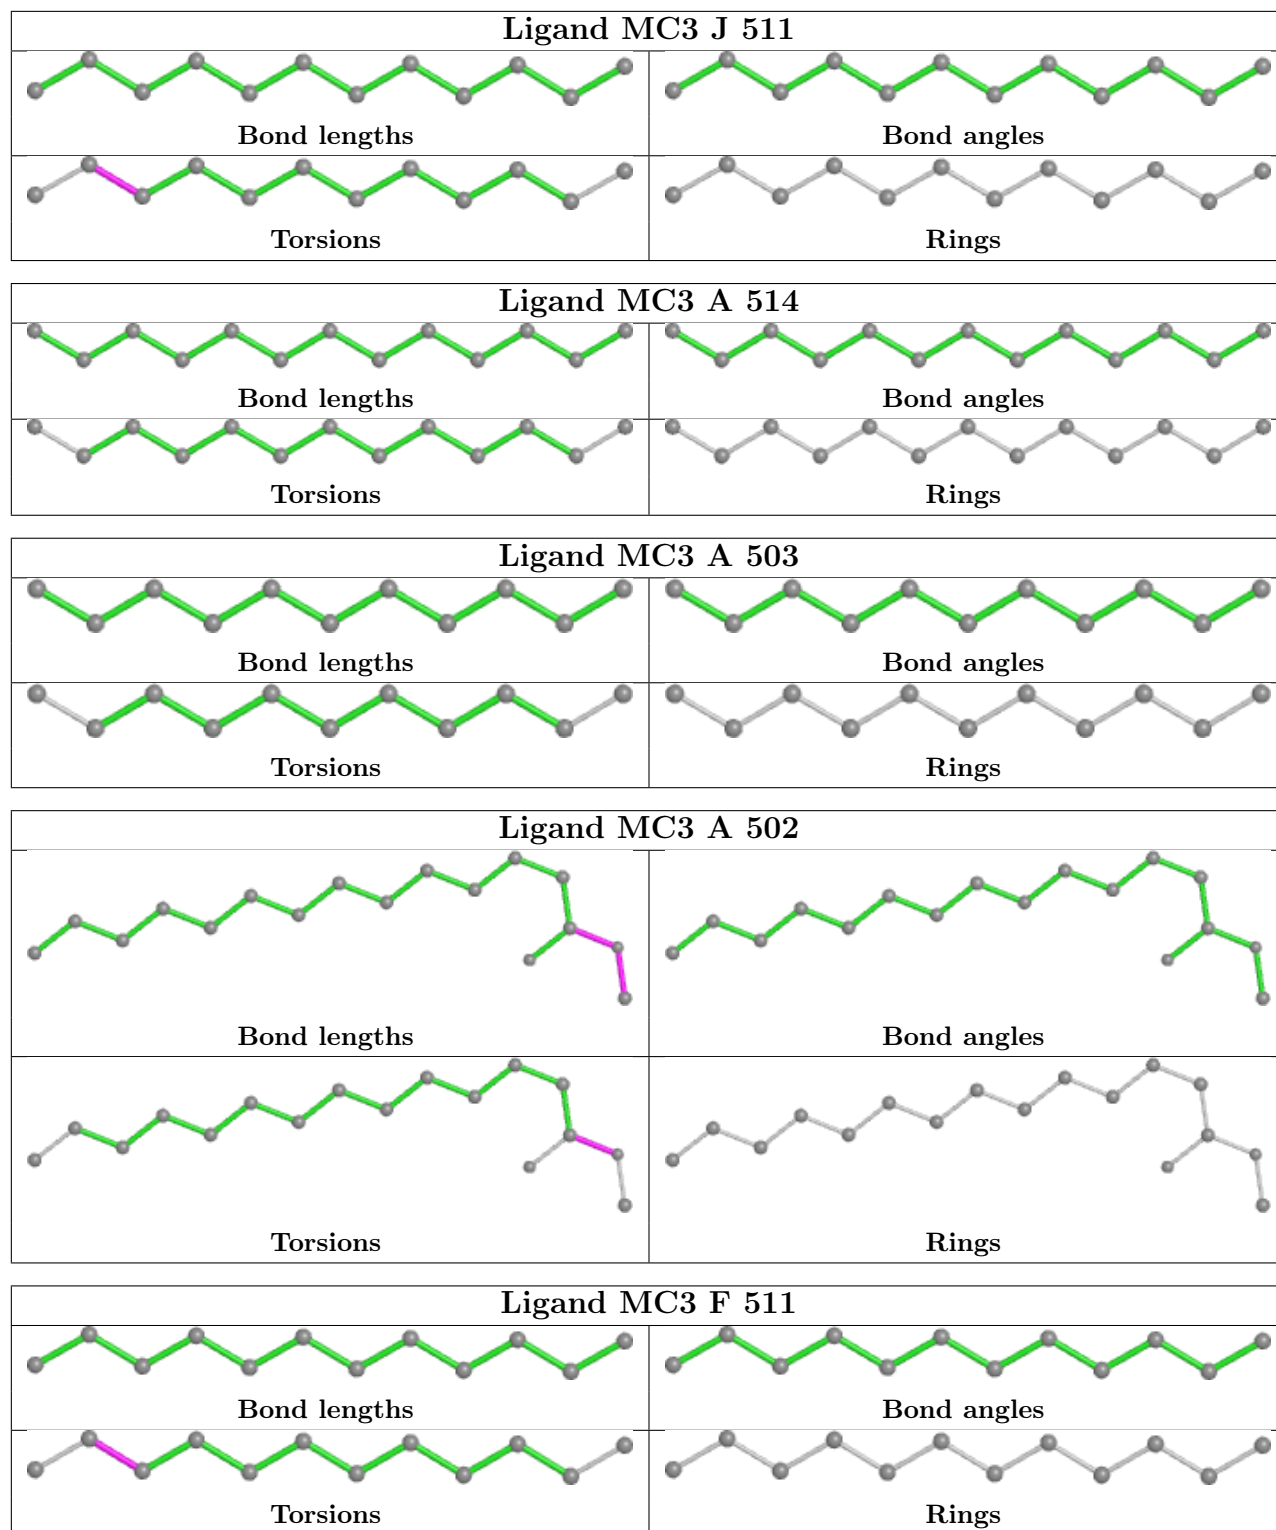 Ligand MC3 J 511
Bond lengths
Bond angles
Torsions
Rings
Ligand MC3 A 514
Bond lengths
Bond angles
Torsions
Rings
Ligand MC3 A 503
Bond lengths
Bond angles
Torsions
Rings
Ligand MC3 A 502
Bond lengths
Bond angles
Torsions
Rings
Ligand MC3 F 511
Bond lengths
Bond angles
Torsions
Rings